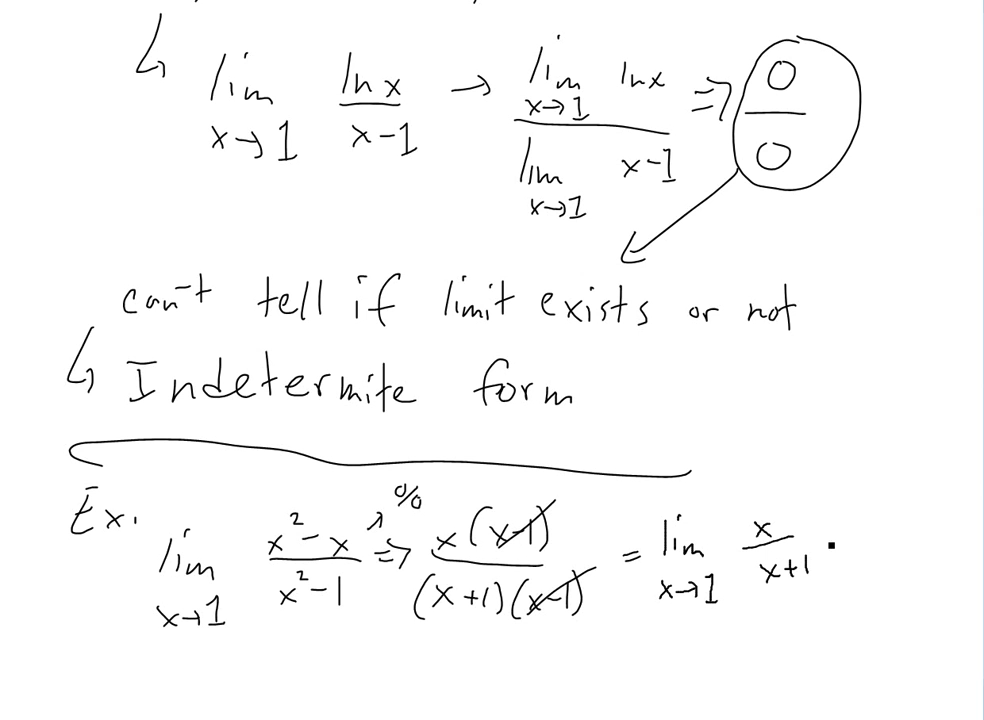 ↳ lim x→1 ln x / x-1 → lim x→1 ln x / lim x→1 x-1 ⇒ 0/0
can't tell if limit exists or not
↳ Indetermite form
Ex. lim x→1 x²-x / x²-1 ↗ 0/0 ⇒ x(x-1) / (x+1)(x-1) = lim x→1 x / x+1 .